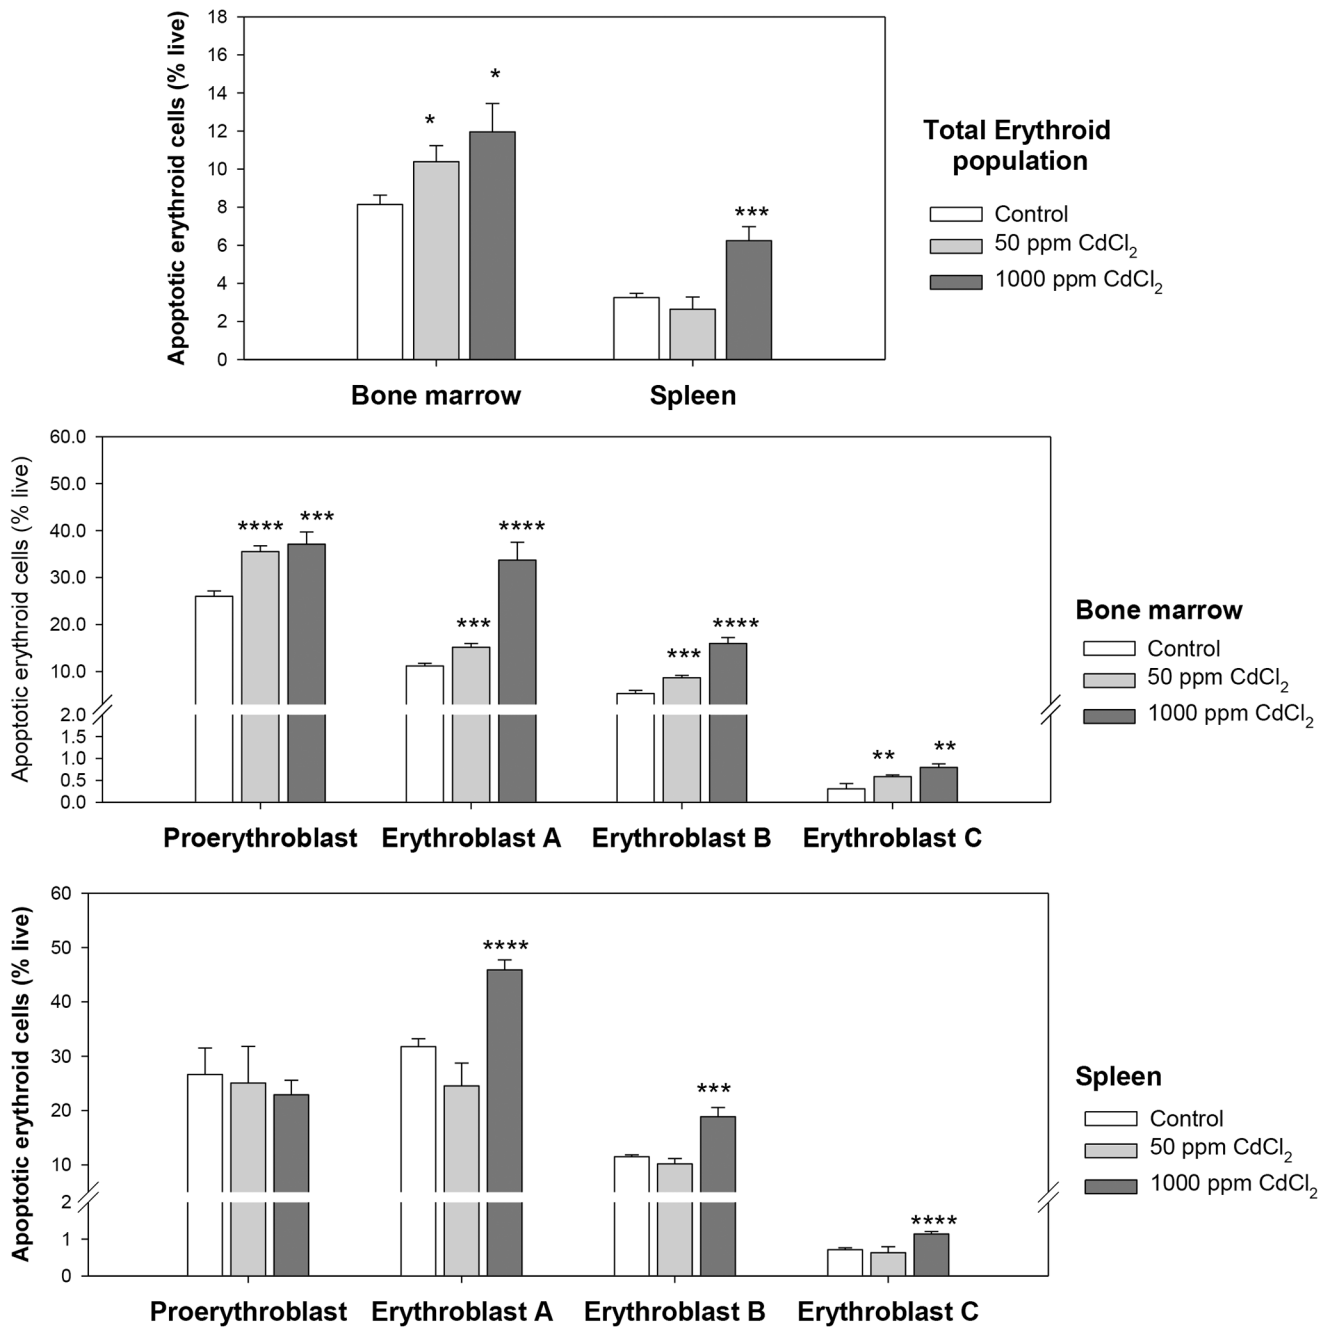 Apoptotic erythroid cells (% live)
18
16
14
12
10
8
6
4
2
0
*
*
***
Bone marrow
Spleen
Total Erythroid
population
Control
50 ppm CdCl2
1000 ppm CdCl2
Apoptotic erythroid cells (% live)
60.0
50.0
40.0
30.0
20.0
10.0
2.0
1.5
1.0
0.5
0.0
****
***
***
****
***
****
**
**
Proerythroblast
Erythroblast A
Erythroblast B
Erythroblast C
Bone marrow
Control
50 ppm CdCl2
1000 ppm CdCl2
Apoptotic erythroid cells (% live)
60
50
40
30
20
10
2
1
0
****
***
****
Proerythroblast
Erythroblast A
Erythroblast B
Erythroblast C
Spleen
Control
50 ppm CdCl2
1000 ppm CdCl2